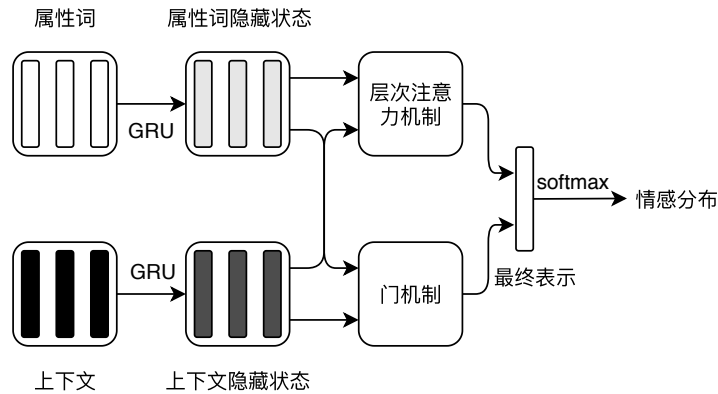 属性词
属性词隐藏状态
GRU
层次注意
力机制
softmax
情感分布
最终表示
GRU
门机制
上下文
上下文隐藏状态